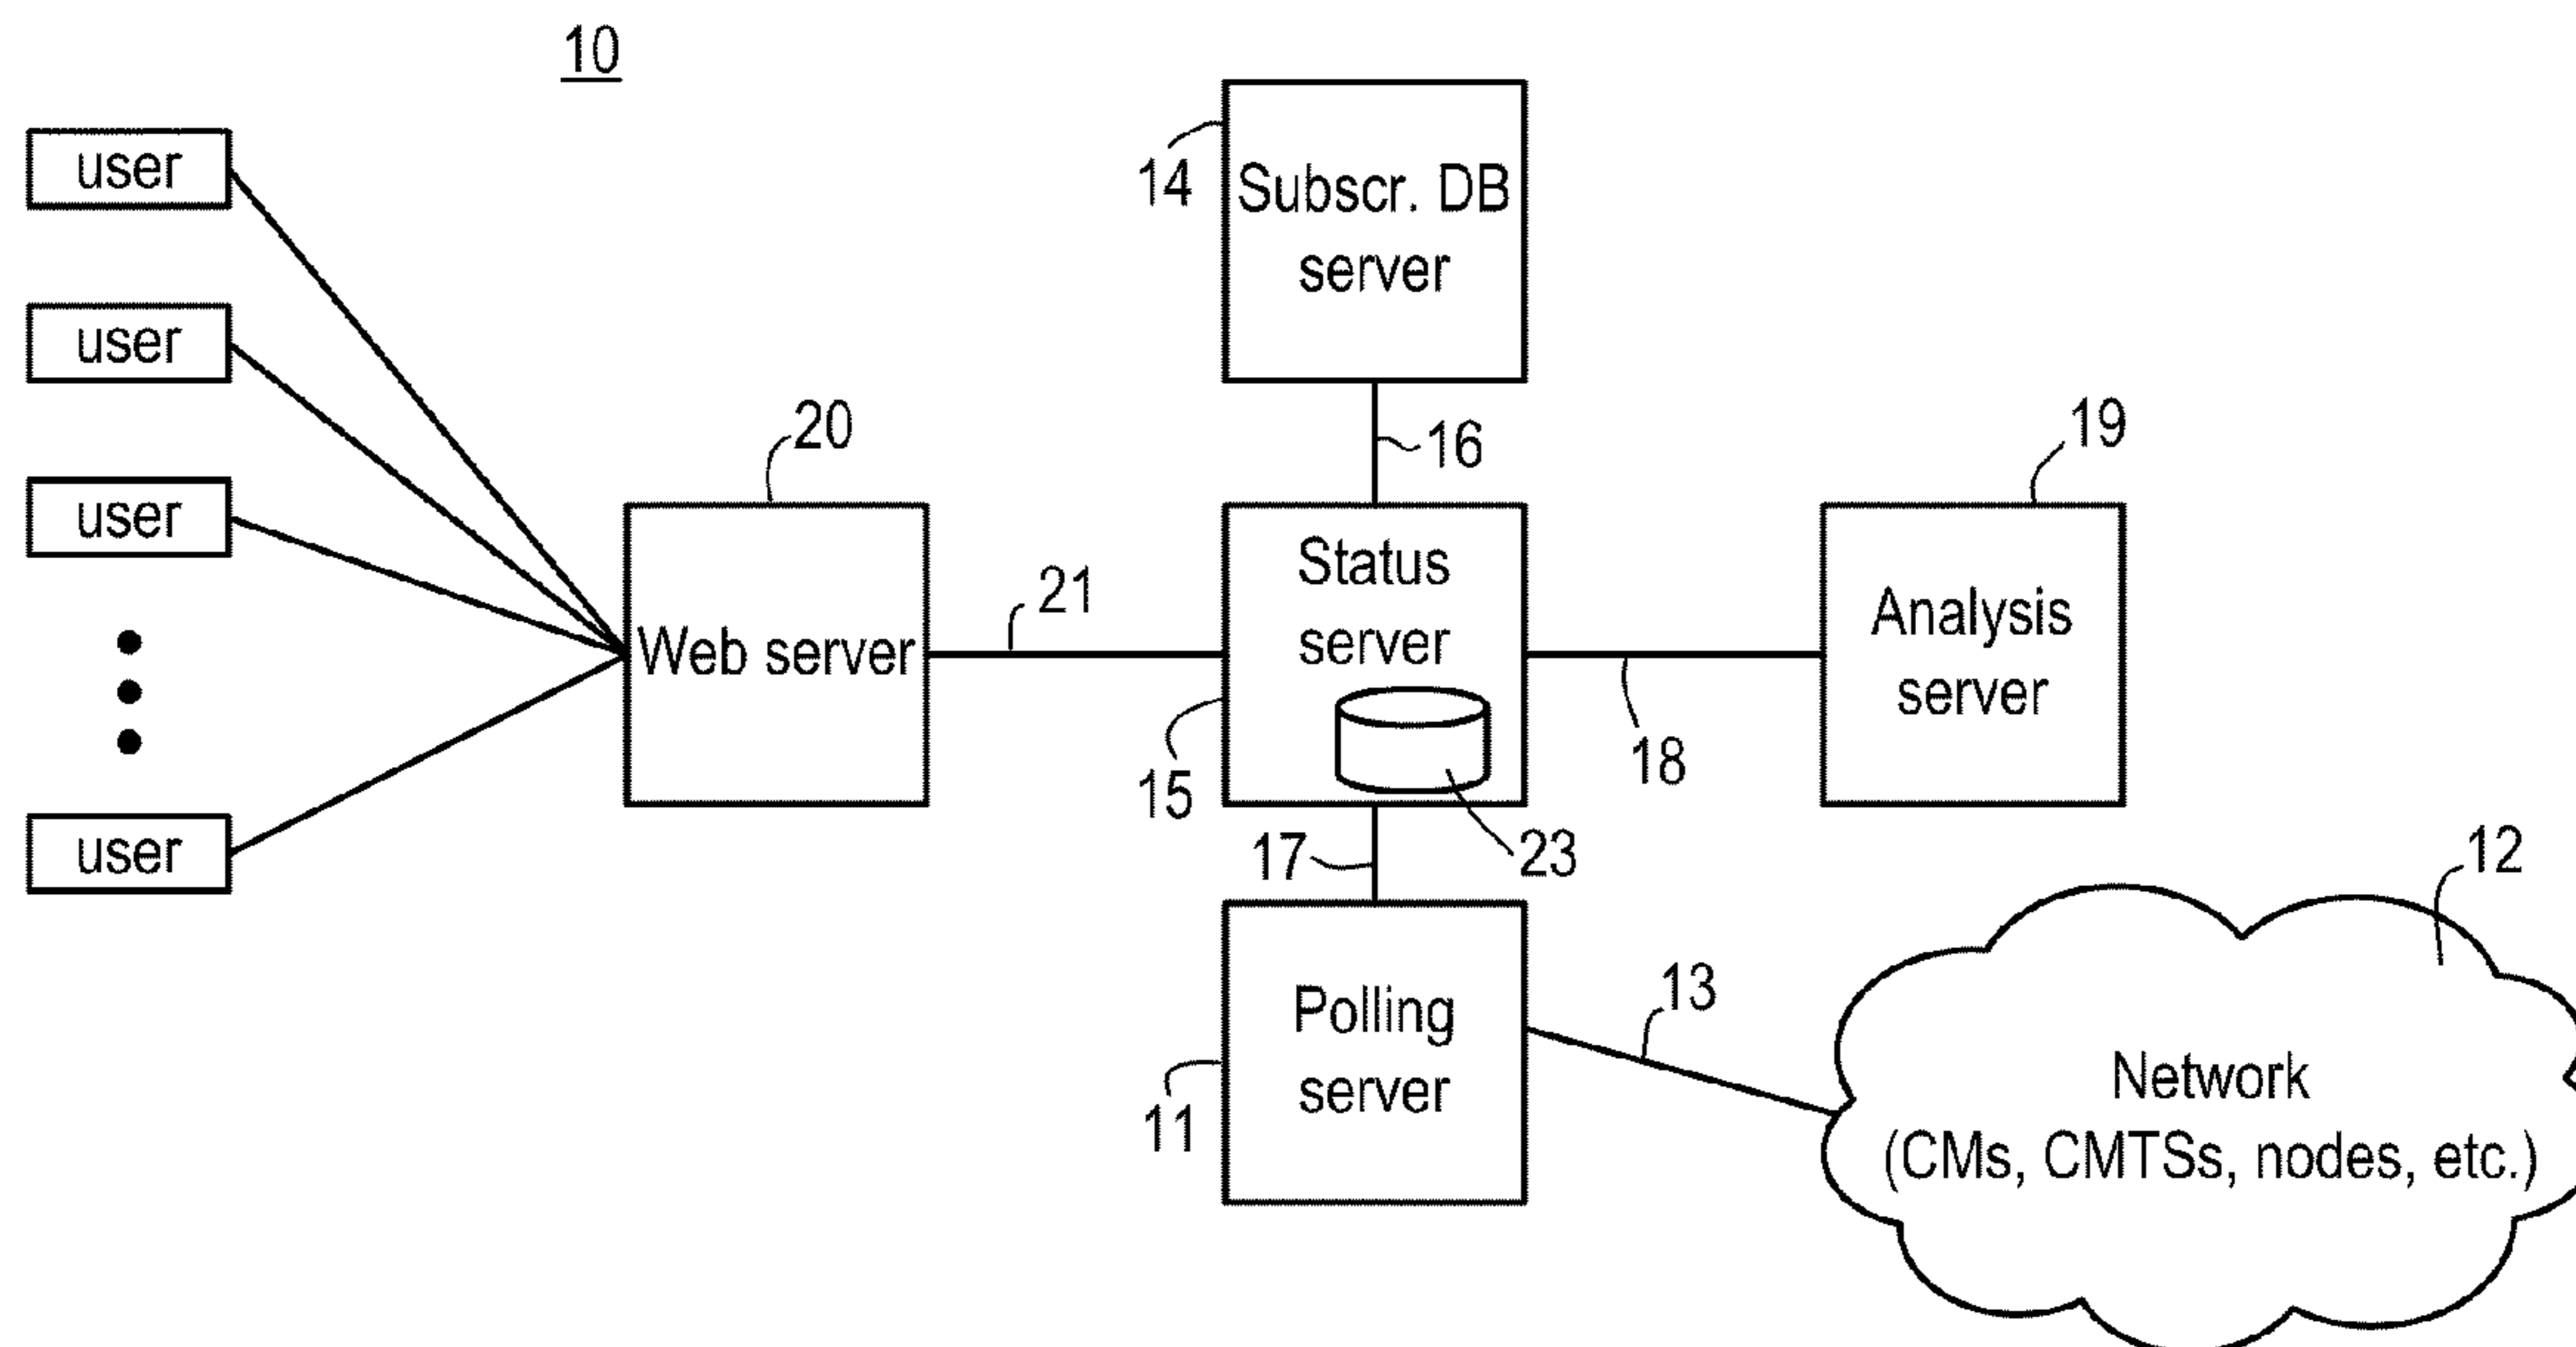 10
user
user
user
user
20
Web server
21
14
Subscr. DB
server
16
Status
server
15
23
18
19
Analysis
server
17
Polling
server
11
13
12
Network
(CMs, CMTSs, nodes, etc.)